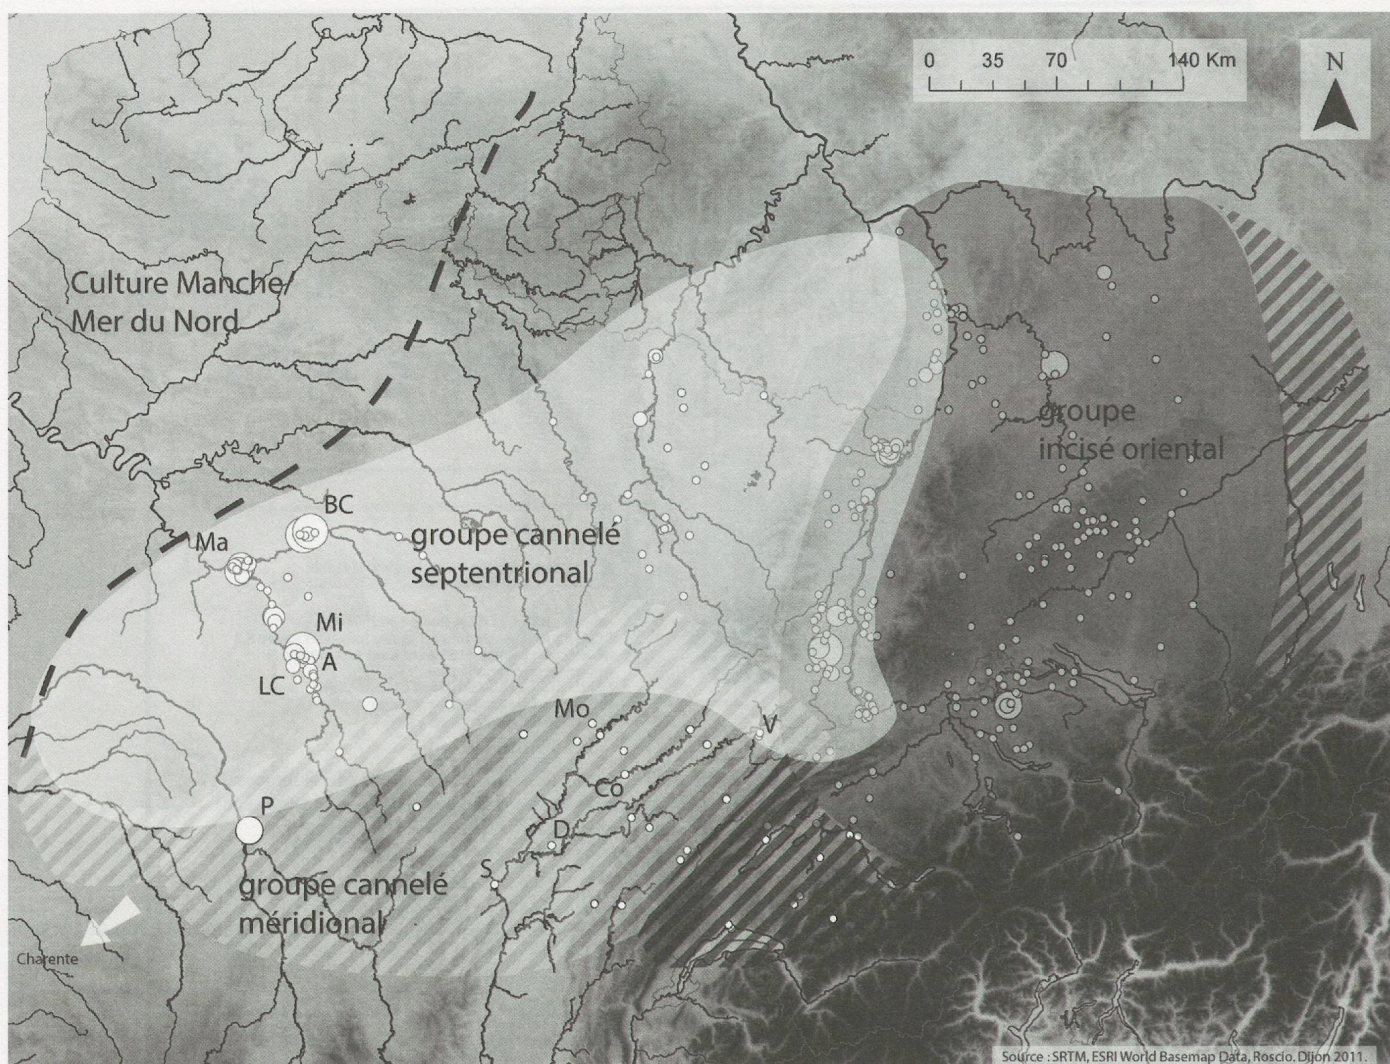 0 35 70 140 Km
N
Culture Manche/
Mer du Nord
groupe
incisé oriental
BC
Ma
groupe cannelé
septentrional
Mi
A
LC
Mo
V
Co
P
D
S
groupe cannelé
méridional
Charente
Source : SRTM, ESRI World Basemap Data, Roscio. Dijon 2011.